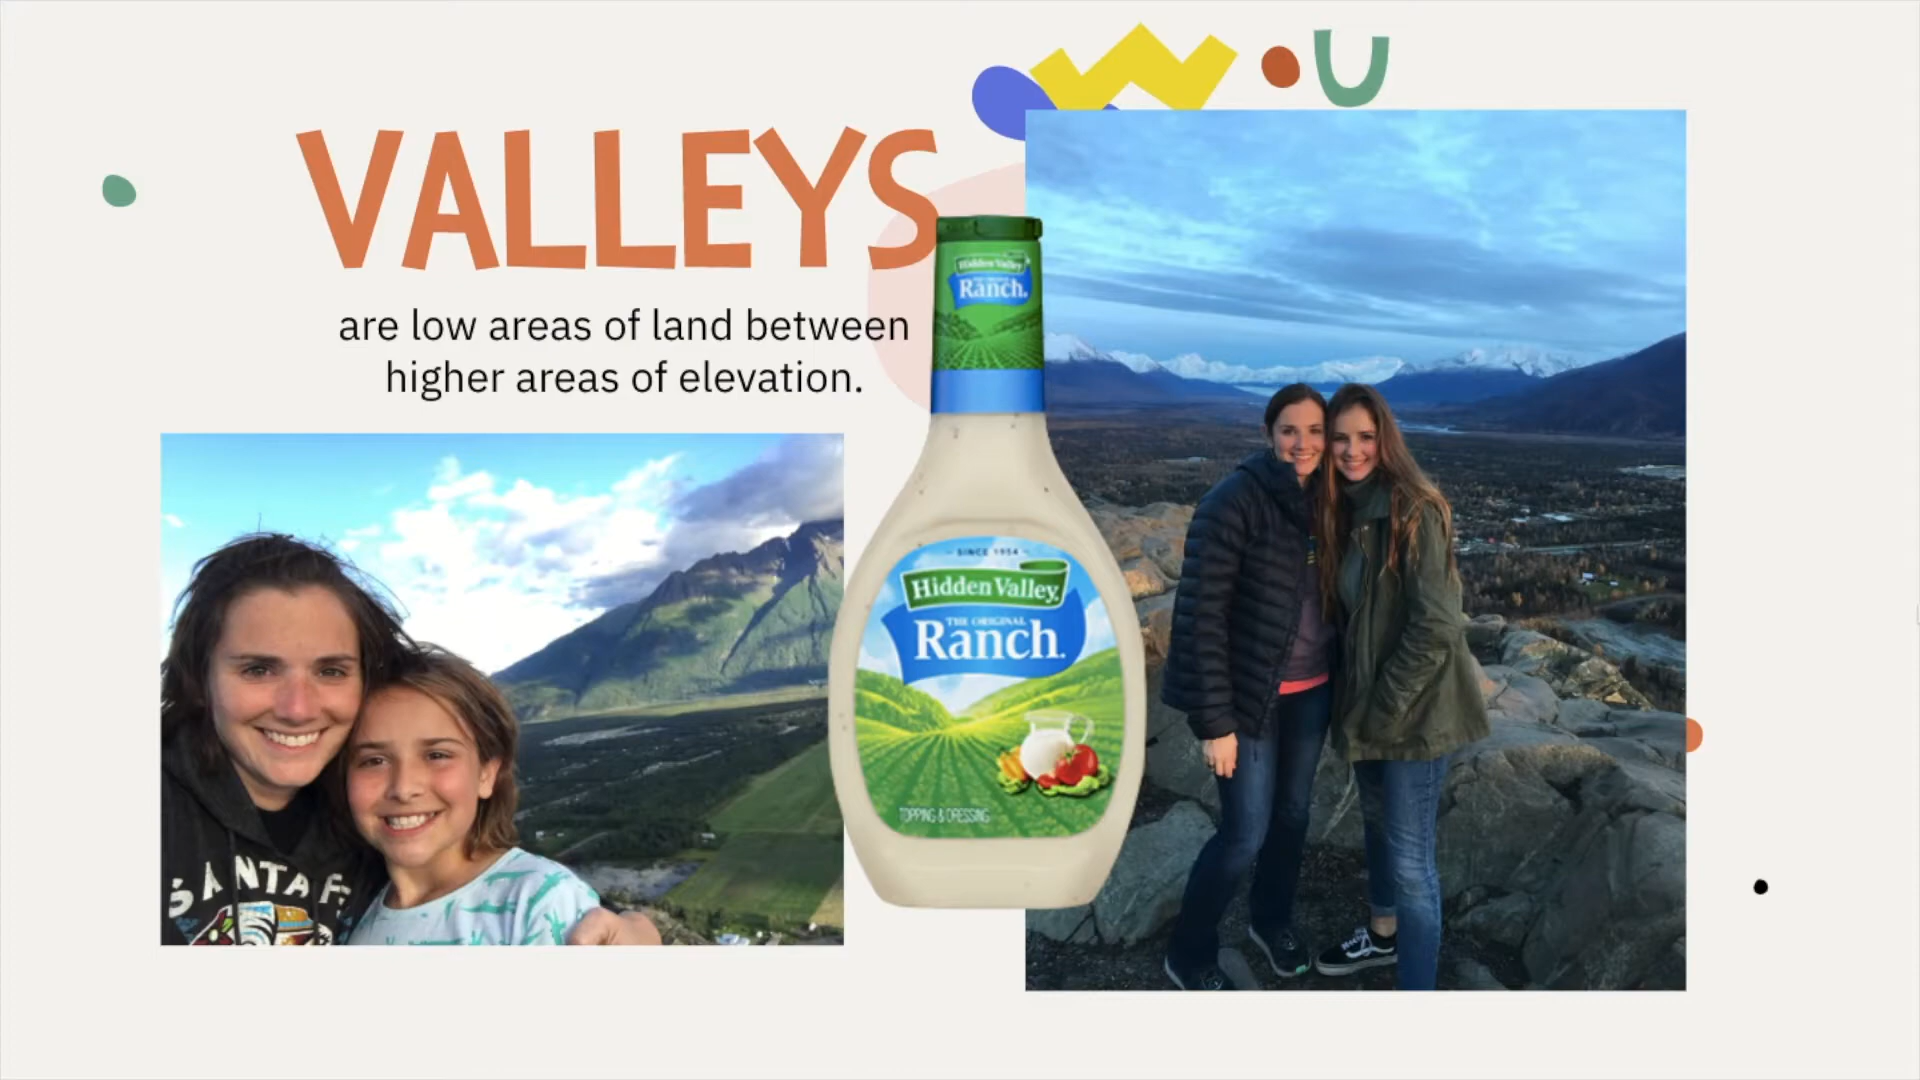 VALLEYS
are low areas of land between
higher areas of elevation.
Hidden Valley
Ranch.
SINCE 1954
Hidden Valley
THE ORIGINAL
Ranch.
TOPPING & DRESSING
SANTA F